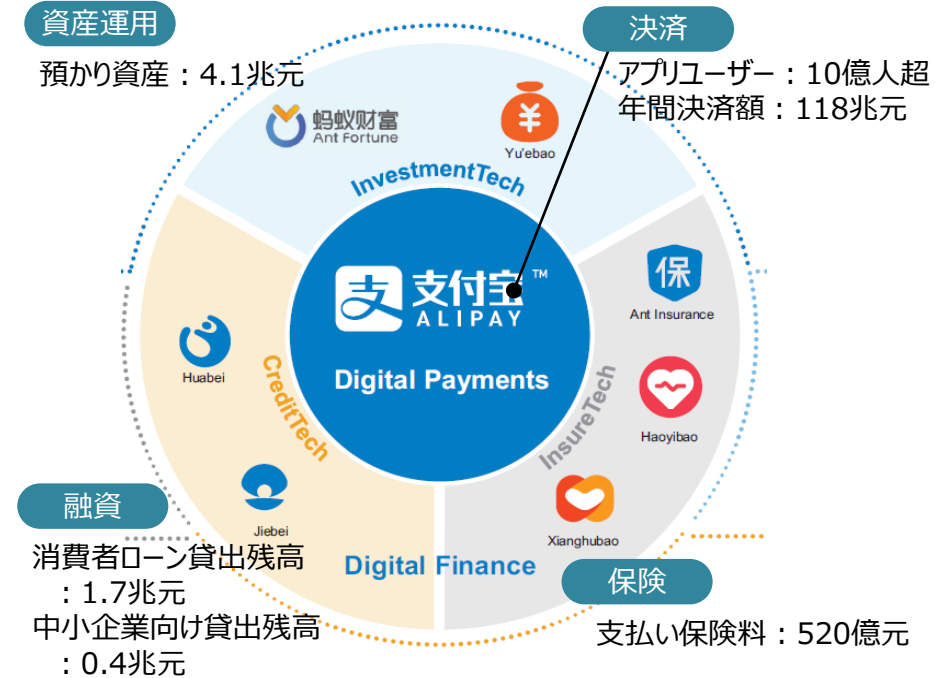 資産運用
預かり資産：4.1兆元
決済
アプリユーザー：10億人超
年間決済額：118兆元
蚂蚁财富
Ant Fortune
Yu'ebao
InvestmentTech
支
支付宝™
ALIPAY
Digital Payments
保
Ant Insurance
Haoyibao
Xianghubao
InsureTech
Huabei
CreditTech
Jiebei
Digital Finance
融資
消費者ローン貸出残高
：1.7兆元
中小企業向け貸出残高
：0.4兆元
保険
支払い保険料：520億元